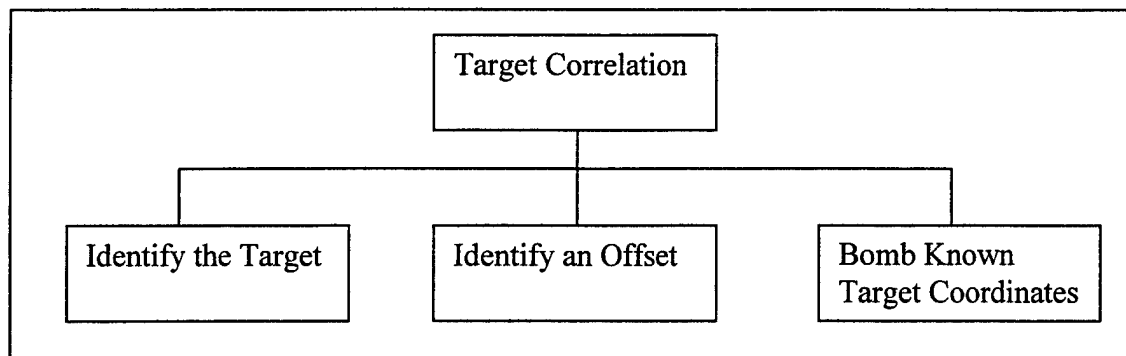 Target Correlation
Identify the Target
Identify an Offset
Bomb Known
Target Coordinates